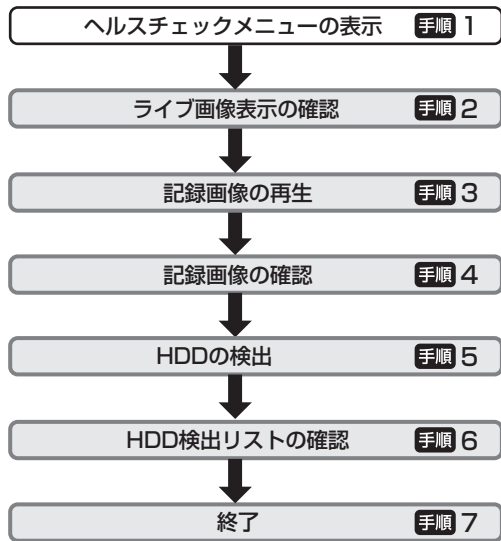 ヘルスチェックメニューの表示 手順 1
ライブ画像表示の確認 手順 2
記録画像の再生 手順 3
記録画像の確認 手順 4
HDDの検出 手順 5
HDD検出リストの確認 手順 6
終了 手順 7